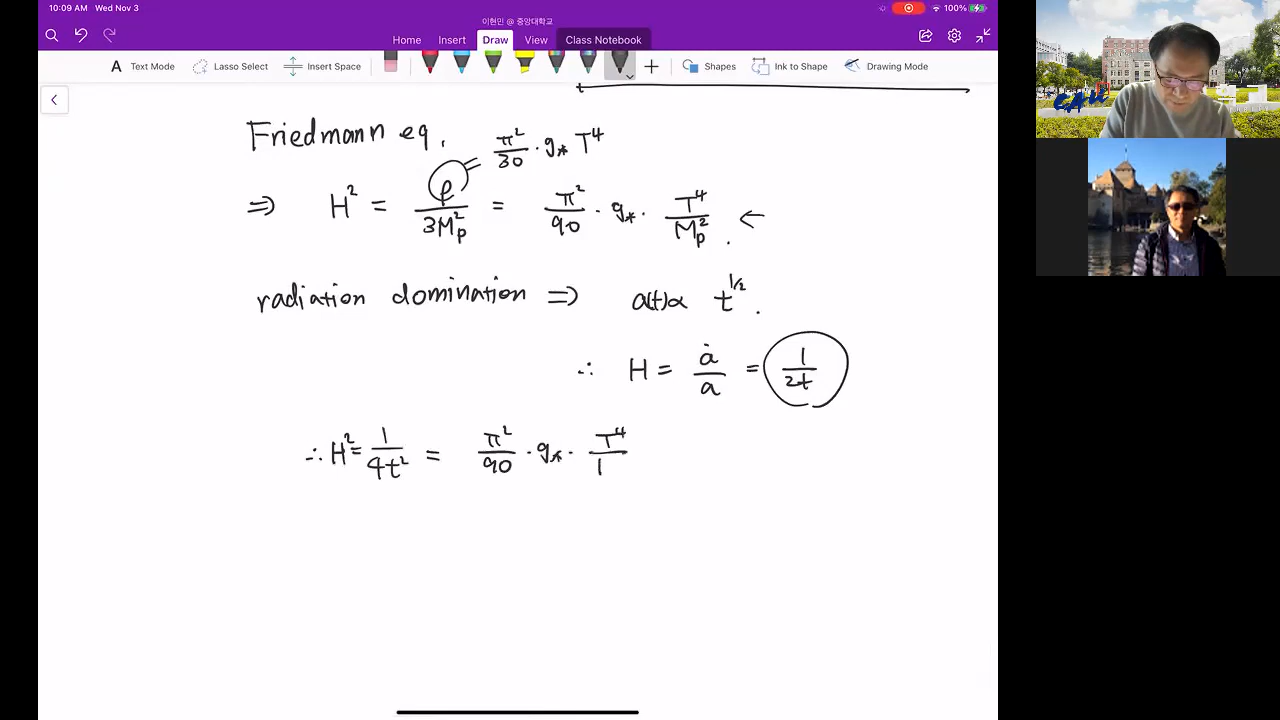 10:09 AM Wed Nov 3
100%
이현민 @ 중앙대학교
Home Insert Draw View Class Notebook
A Text Mode Lasso Select Insert Space Shapes Ink to Shape Drawing Mode
Friedmann eq. = π²/30 · g⁎ T⁴
⇒ H² = ρ/3Mₚ² = π²/90 · g⁎ · T⁴/Mₚ² . ←
radiation domination ⇒ a(t) ∝ t^1/2 .
∴ H = ȧ/a = 1/2t
∴ H² = 1/4t² = π²/90 · g⁎ · T⁴/1
CAU